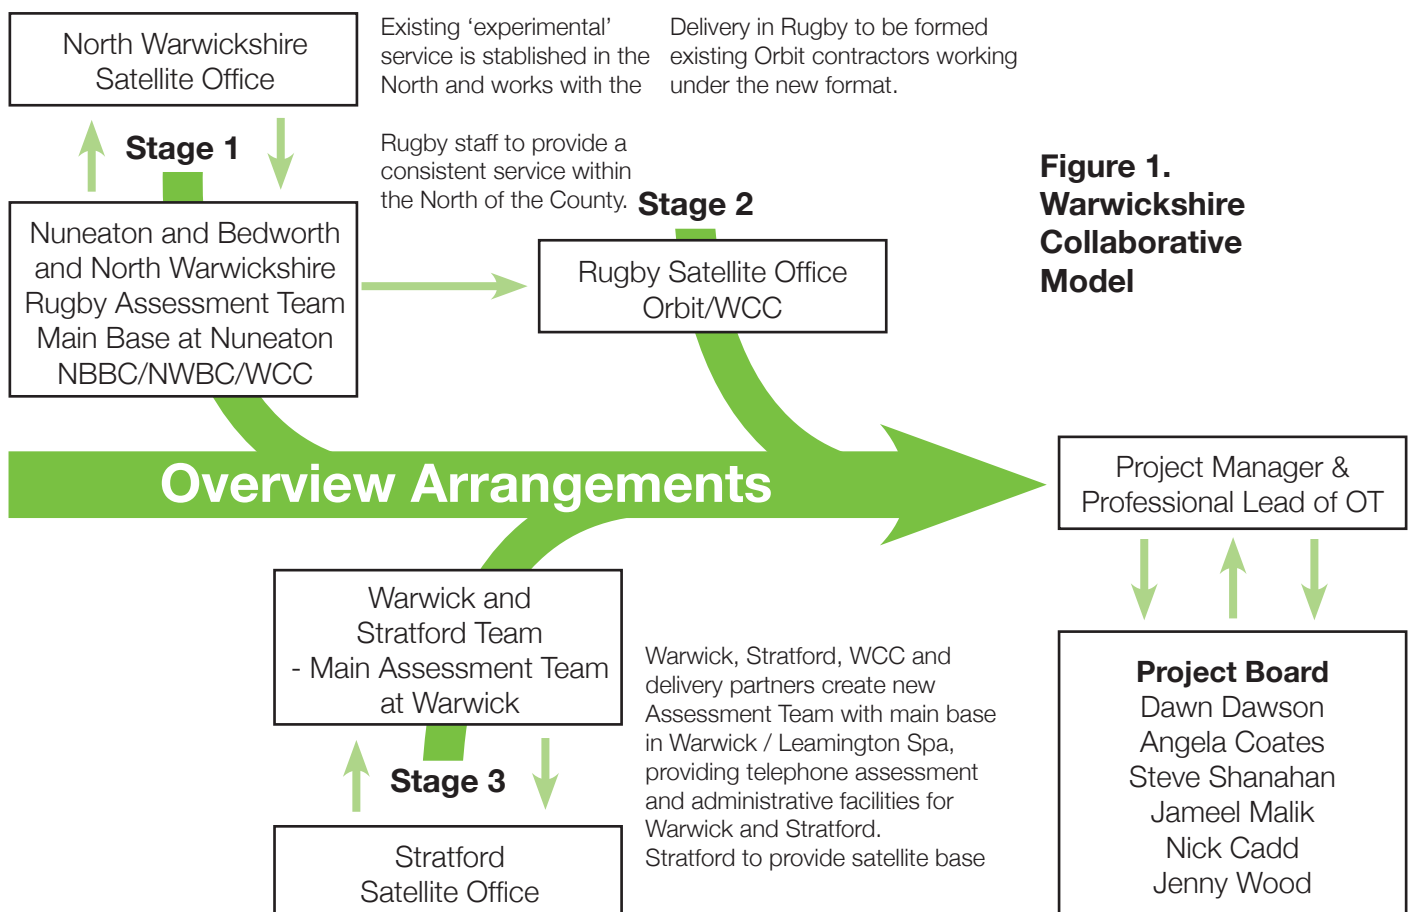 North Warwickshire
Satellite Office
Existing ‘experimental’
service is stablished in the
North and works with the
Rugby staff to provide a
consistent service within
the North of the County.
Delivery in Rugby to be formed
existing Orbit contractors working
under the new format.
Figure 1.
Warwickshire
Collaborative
Model
Stage 1
Nuneaton and Bedworth
and North Warwickshire
Rugby Assessment Team
Main Base at Nuneaton
NBBC/NWBC/WCC
Stage 2
Rugby Satellite Office
Orbit/WCC
Overview Arrangements
Project Manager &
Professional Lead of OT
Warwick and
Stratford Team
- Main Assessment Team
at Warwick
Stage 3
Stratford
Satellite Office
Warwick, Stratford, WCC and
delivery partners create new
Assessment Team with main base
in Warwick / Leamington Spa,
providing telephone assessment
and administrative facilities for
Warwick and Stratford.
Stratford to provide satellite base
Project Board
Dawn Dawson
Angela Coates
Steve Shanahan
Jameel Malik
Nick Cadd
Jenny Wood